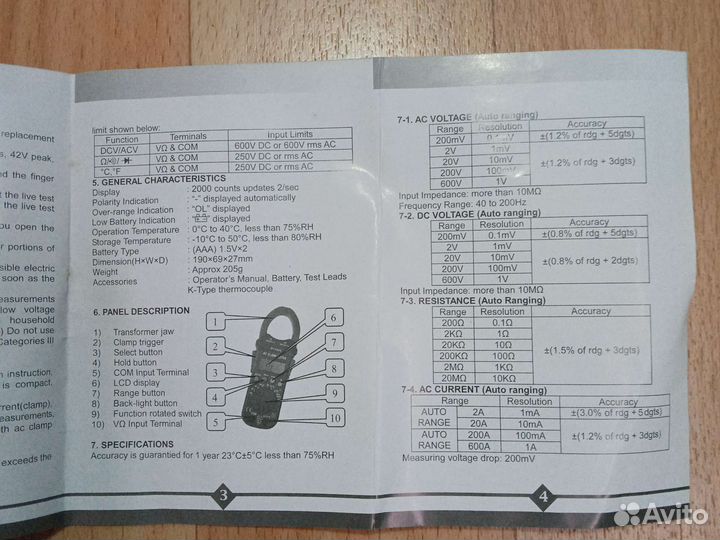 replacement
s, 42V peak,
ed the finger
t the live test
the live test
ou open the
r portions of
sible electric
soon as the
easurements
low voltage
household
) Do not use
Categories III
n instruction.
is compact,
rrent(clamp),
easurements,
th ac clamp
exceeds the
limit shown below:
Function Terminals Input Limits
DCV/ACV VΩ & COM 600V DC or 600V rms AC
VΩ & COM 250V DC or rms AC
°C,°F VΩ & COM 250V DC or rms AC
5. GENERAL CHARACTERISTICS
Display : 2000 counts updates 2/sec
Polarity Indication : "-" displayed automatically
Over-range Indication : "OL" displayed
Low Battery Indication : " " displayed
Operation Temperature : 0°C to 40°C, less than 75%RH
Storage Temperature : -10°C to 50°C, less than 80%RH
Battery Type : (AAA) 1.5V×2
Dimension(H×W×D) : 190×69×27mm
Weight : Approx 205g
Accessories : Operator's Manual, Battery, Test Leads
K-Type thermocouple
6. PANEL DESCRIPTION
1) Transformer jaw
2) Clamp trigger
3) Select button
4) Hold button
5) COM Input Terminal
6) LCD display
7) Range button
8) Back-light button
9) Function rotated switch
10) VΩ Input Terminal
1 6
2 7
3 8
4 9
5 10
7. SPECIFICATIONS
Accuracy is guarantied for 1 year 23°C±5°C less than 75%RH
3
7-1. AC VOLTAGE (Auto ranging)
Range Resolution Accuracy
200mV 0.1mV ±(1.2% of rdg + 5dgts)
2V 1mV
20V 10mV ±(1.2% of rdg + 3dgts)
200V 100mV
600V 1V
Input Impedance: more than 10MΩ
Frequency Range: 40 to 200Hz
7-2. DC VOLTAGE (Auto ranging)
Range Resolution Accuracy
200mV 0.1mV ±(0.8% of rdg + 5dgts)
2V 1mV
20V 10mV ±(0.8% of rdg + 2dgts)
200V 100mV
600V 1V
Input Impedance: more than 10MΩ
7-3. RESISTANCE (Auto Ranging)
Range Resolution Accuracy
200Ω 0.1Ω
2KΩ 1Ω
20KΩ 10Ω ±(1.5% of rdg + 3dgts)
200KΩ 100Ω
2MΩ 1KΩ
20MΩ 10KΩ
7-4. AC CURRENT (Auto ranging)
Range Resolution Accuracy
AUTO 2A 1mA ±(3.0% of rdg + 5dgts)
RANGE 20A 10mA
AUTO 200A 100mA ±(1.2% of rdg + 3dgts)
RANGE 600A 1A
Measuring voltage drop: 200mV
4
Avito